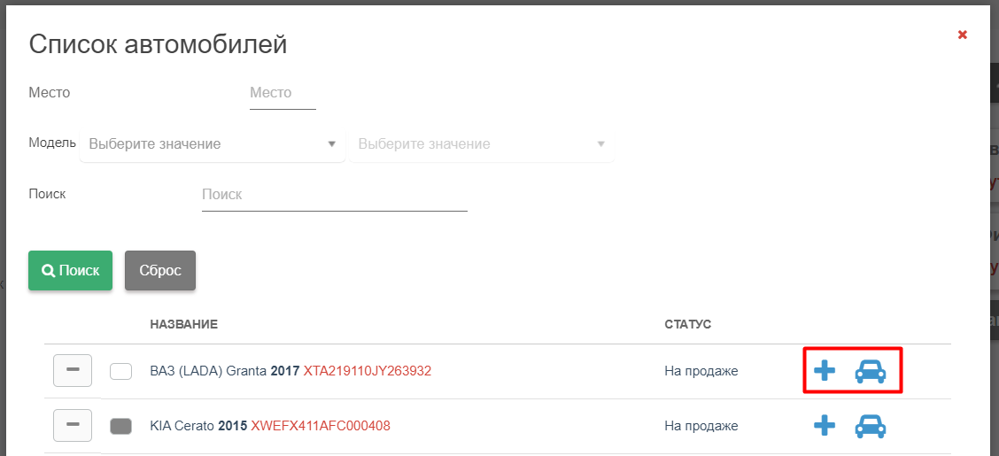 Список автомобилей
Место Место
Модель Выберите значение Выберите значение
Поиск Поиск
Поиск Сброс
НАЗВАНИЕ СТАТУС
ВАЗ (LADA) Granta 2017 XTA219110JY263932 На продаже
KIA Cerato 2015 XWEFX411AFC000408 На продаже